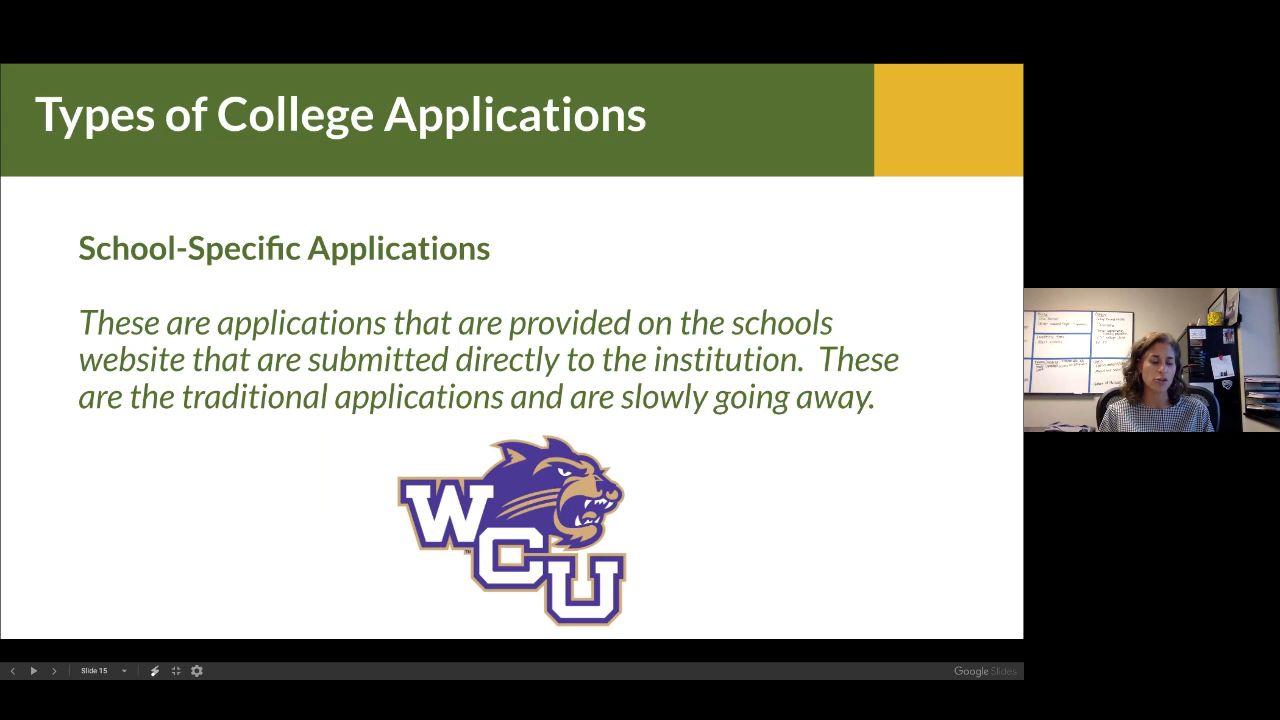 Types of College Applications
School-Specific Applications
These are applications that are provided on the schools
website that are submitted directly to the institution.  These
are the traditional applications and are slowly going away.
W
C
U
TM
Slide 15
Google Slides